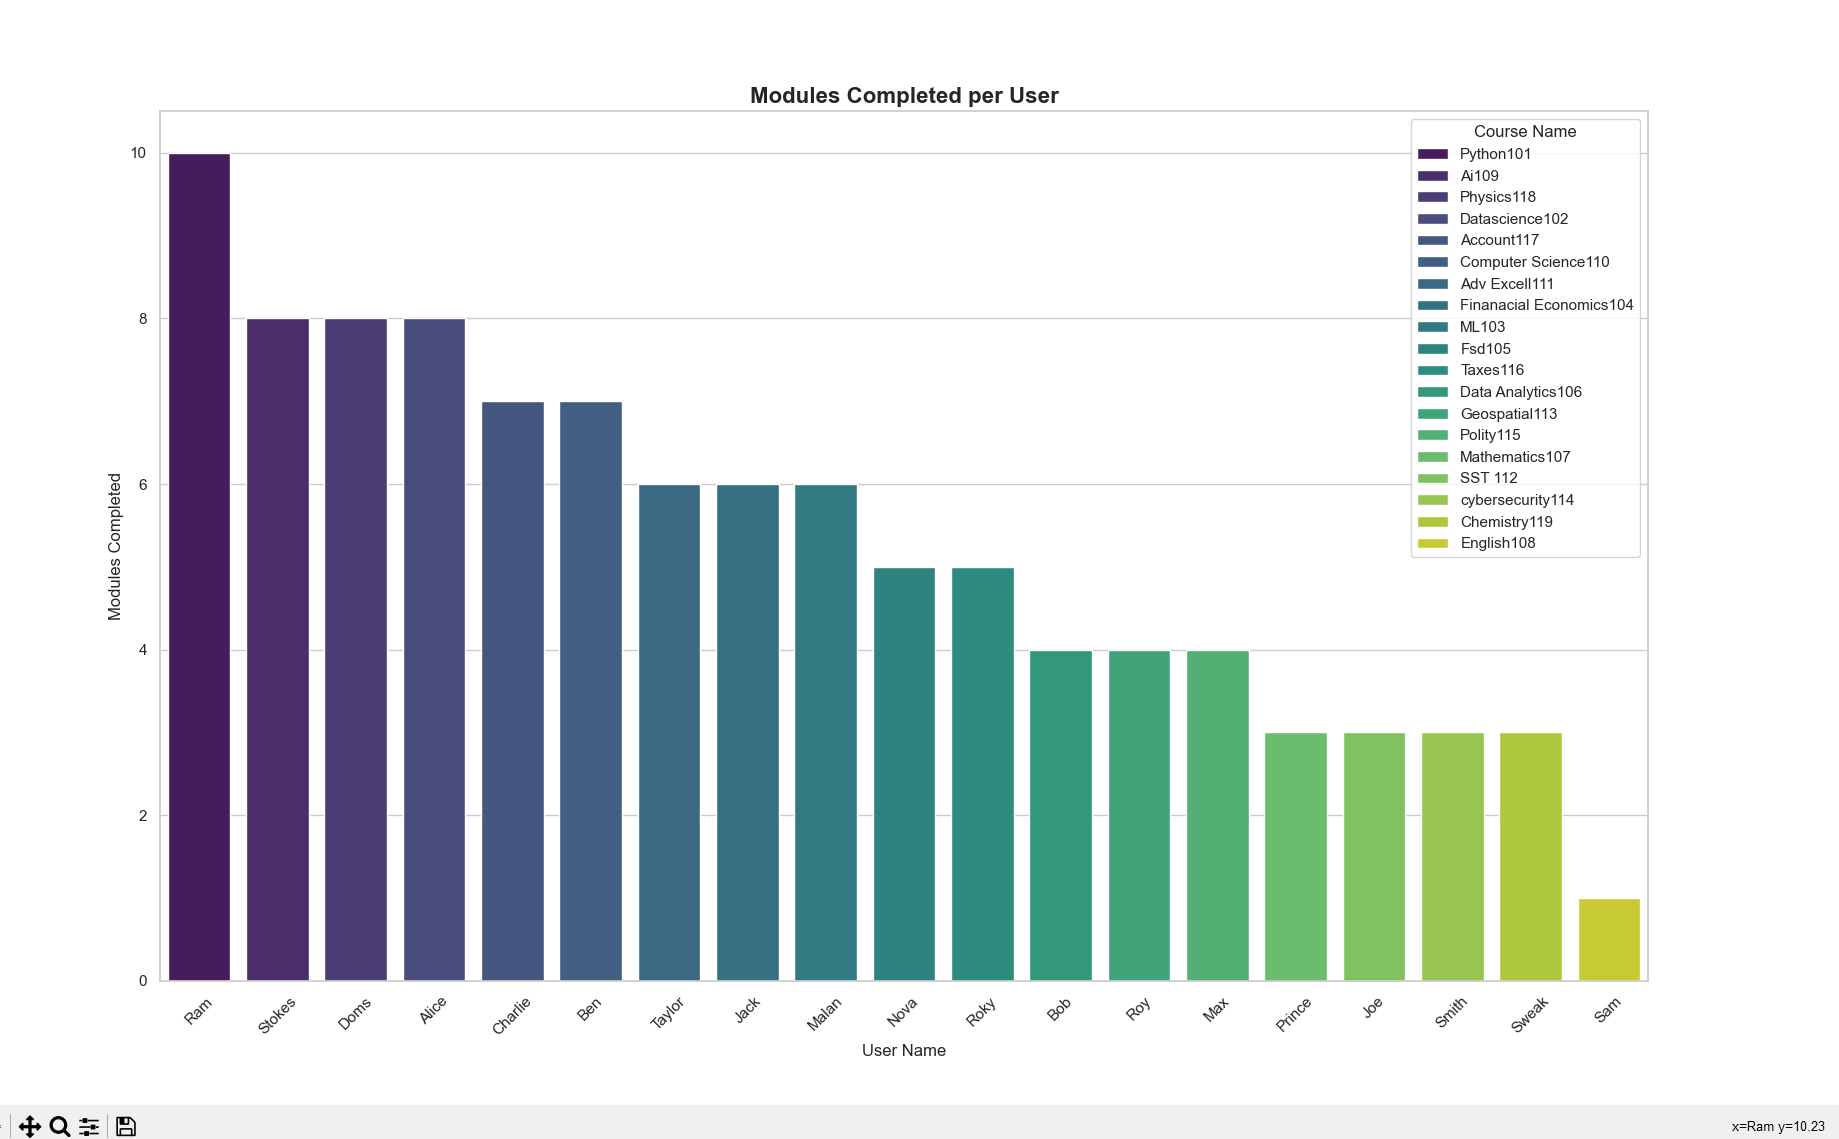 Modules Completed per User
Course Name
Python101
Ai109
Physics118
Datascience102
Account117
Computer Science110
Adv Excell111
Finanacial Economics104
ML103
Fsd105
Taxes116
Data Analytics106
Geospatial113
Polity115
Mathematics107
SST 112
cybersecurity114
Chemistry119
English108
Modules Completed
10
8
6
4
2
0
Ram
Stokes
Doms
Alice
Charlie
Ben
Taylor
Jack
Malan
Nova
Roky
Bob
Roy
Max
Prince
Joe
Smith
Sweak
Sam
User Name
x=Ram y=10.23